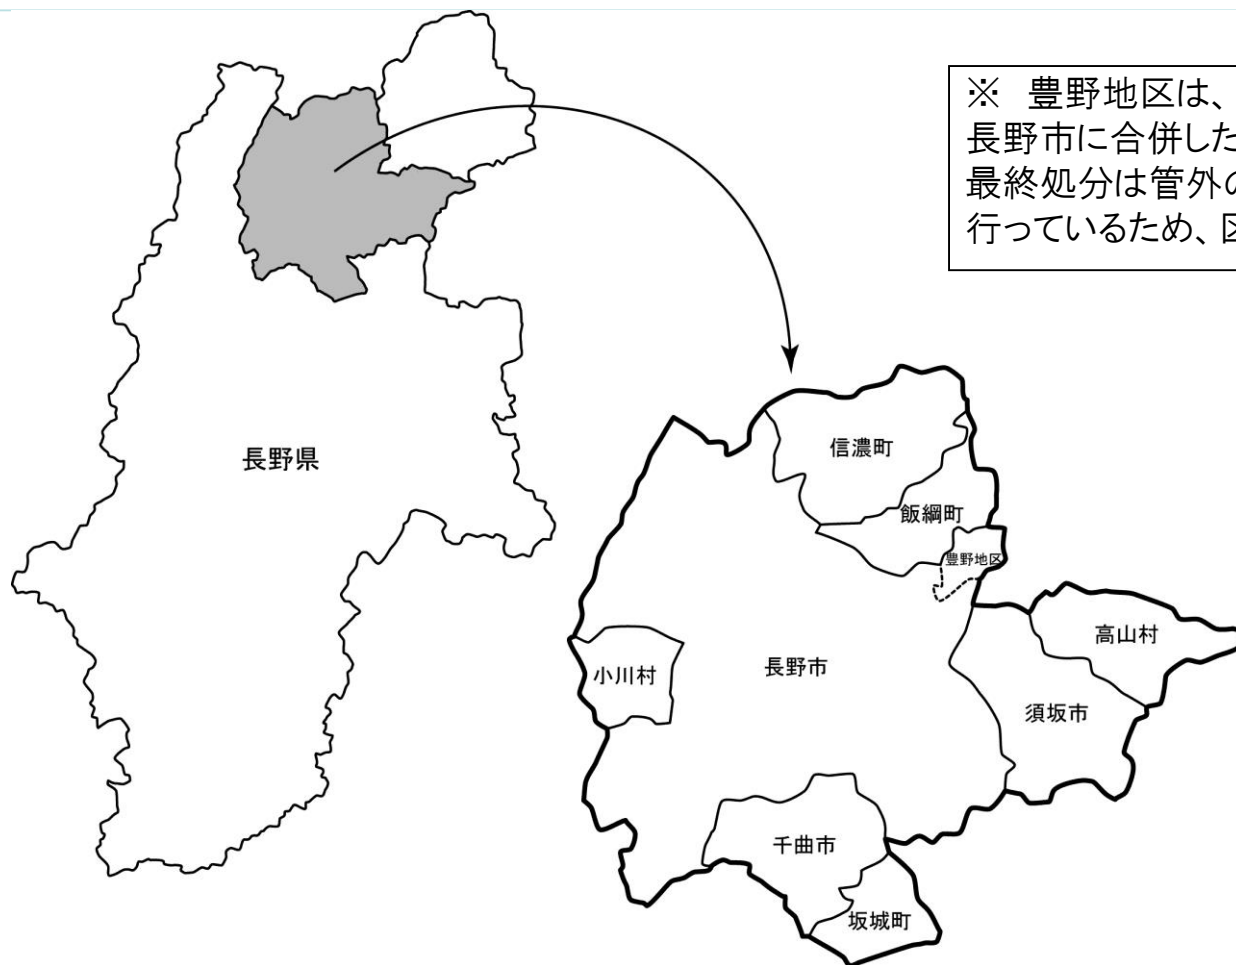 ※ 豊野地区は、
長野市に合併した
最終処分は管外の
行っているため、区
長野県
信濃町
飯綱町
豊野地区
高山村
小川村
長野市
須坂市
千曲市
坂城町